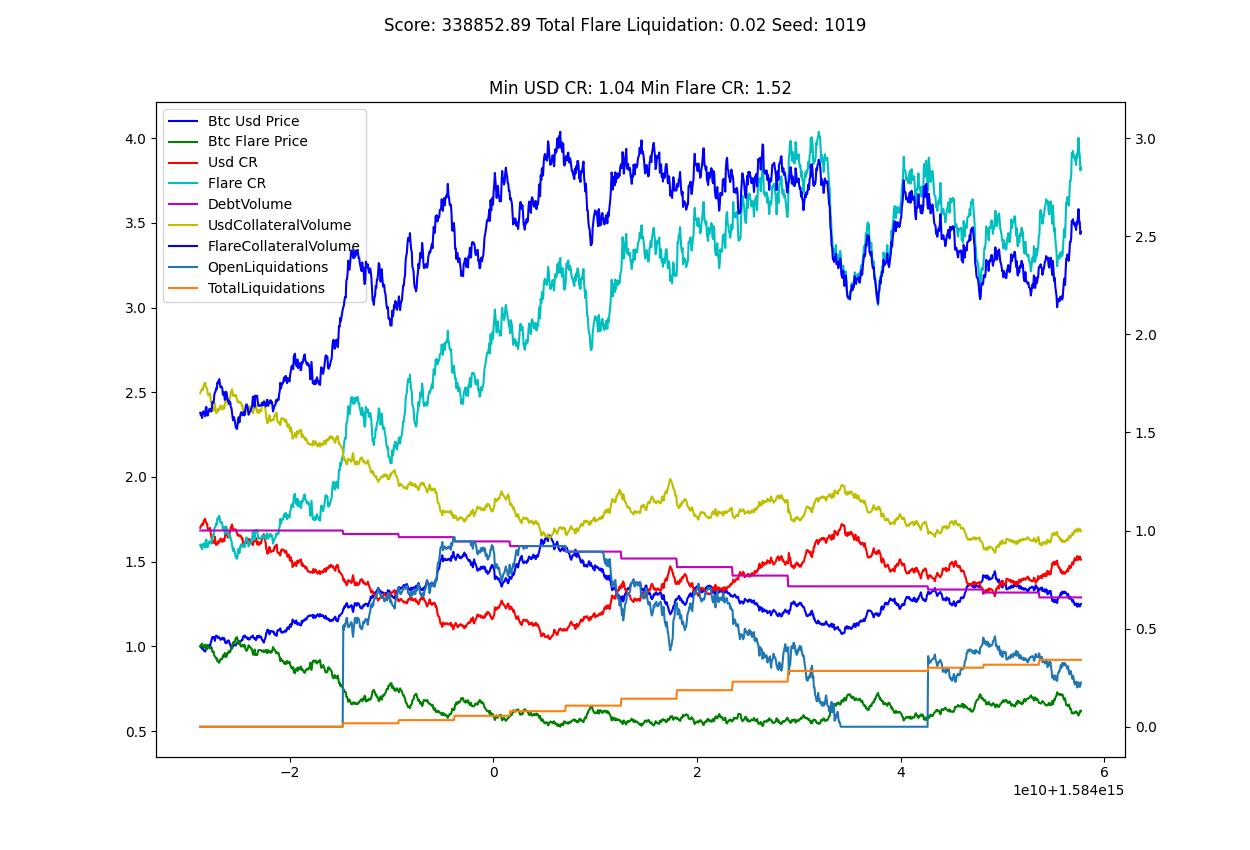 Score: 338852.89 Total Flare Liquidation: 0.02 Seed: 1019
Min USD CR: 1.04 Min Flare CR: 1.52
Btc Usd Price
Btc Flare Price
Usd CR
Flare CR
DebtVolume
UsdCollateralVolume
FlareCollateralVolume
OpenLiquidations
TotalLiquidations
4.0
3.5
3.0
2.5
2.0
1.5
1.0
0.5
3.0
2.5
2.0
1.5
1.0
0.5
0.0
−2 0 2 4 6
1e10+1.584e15